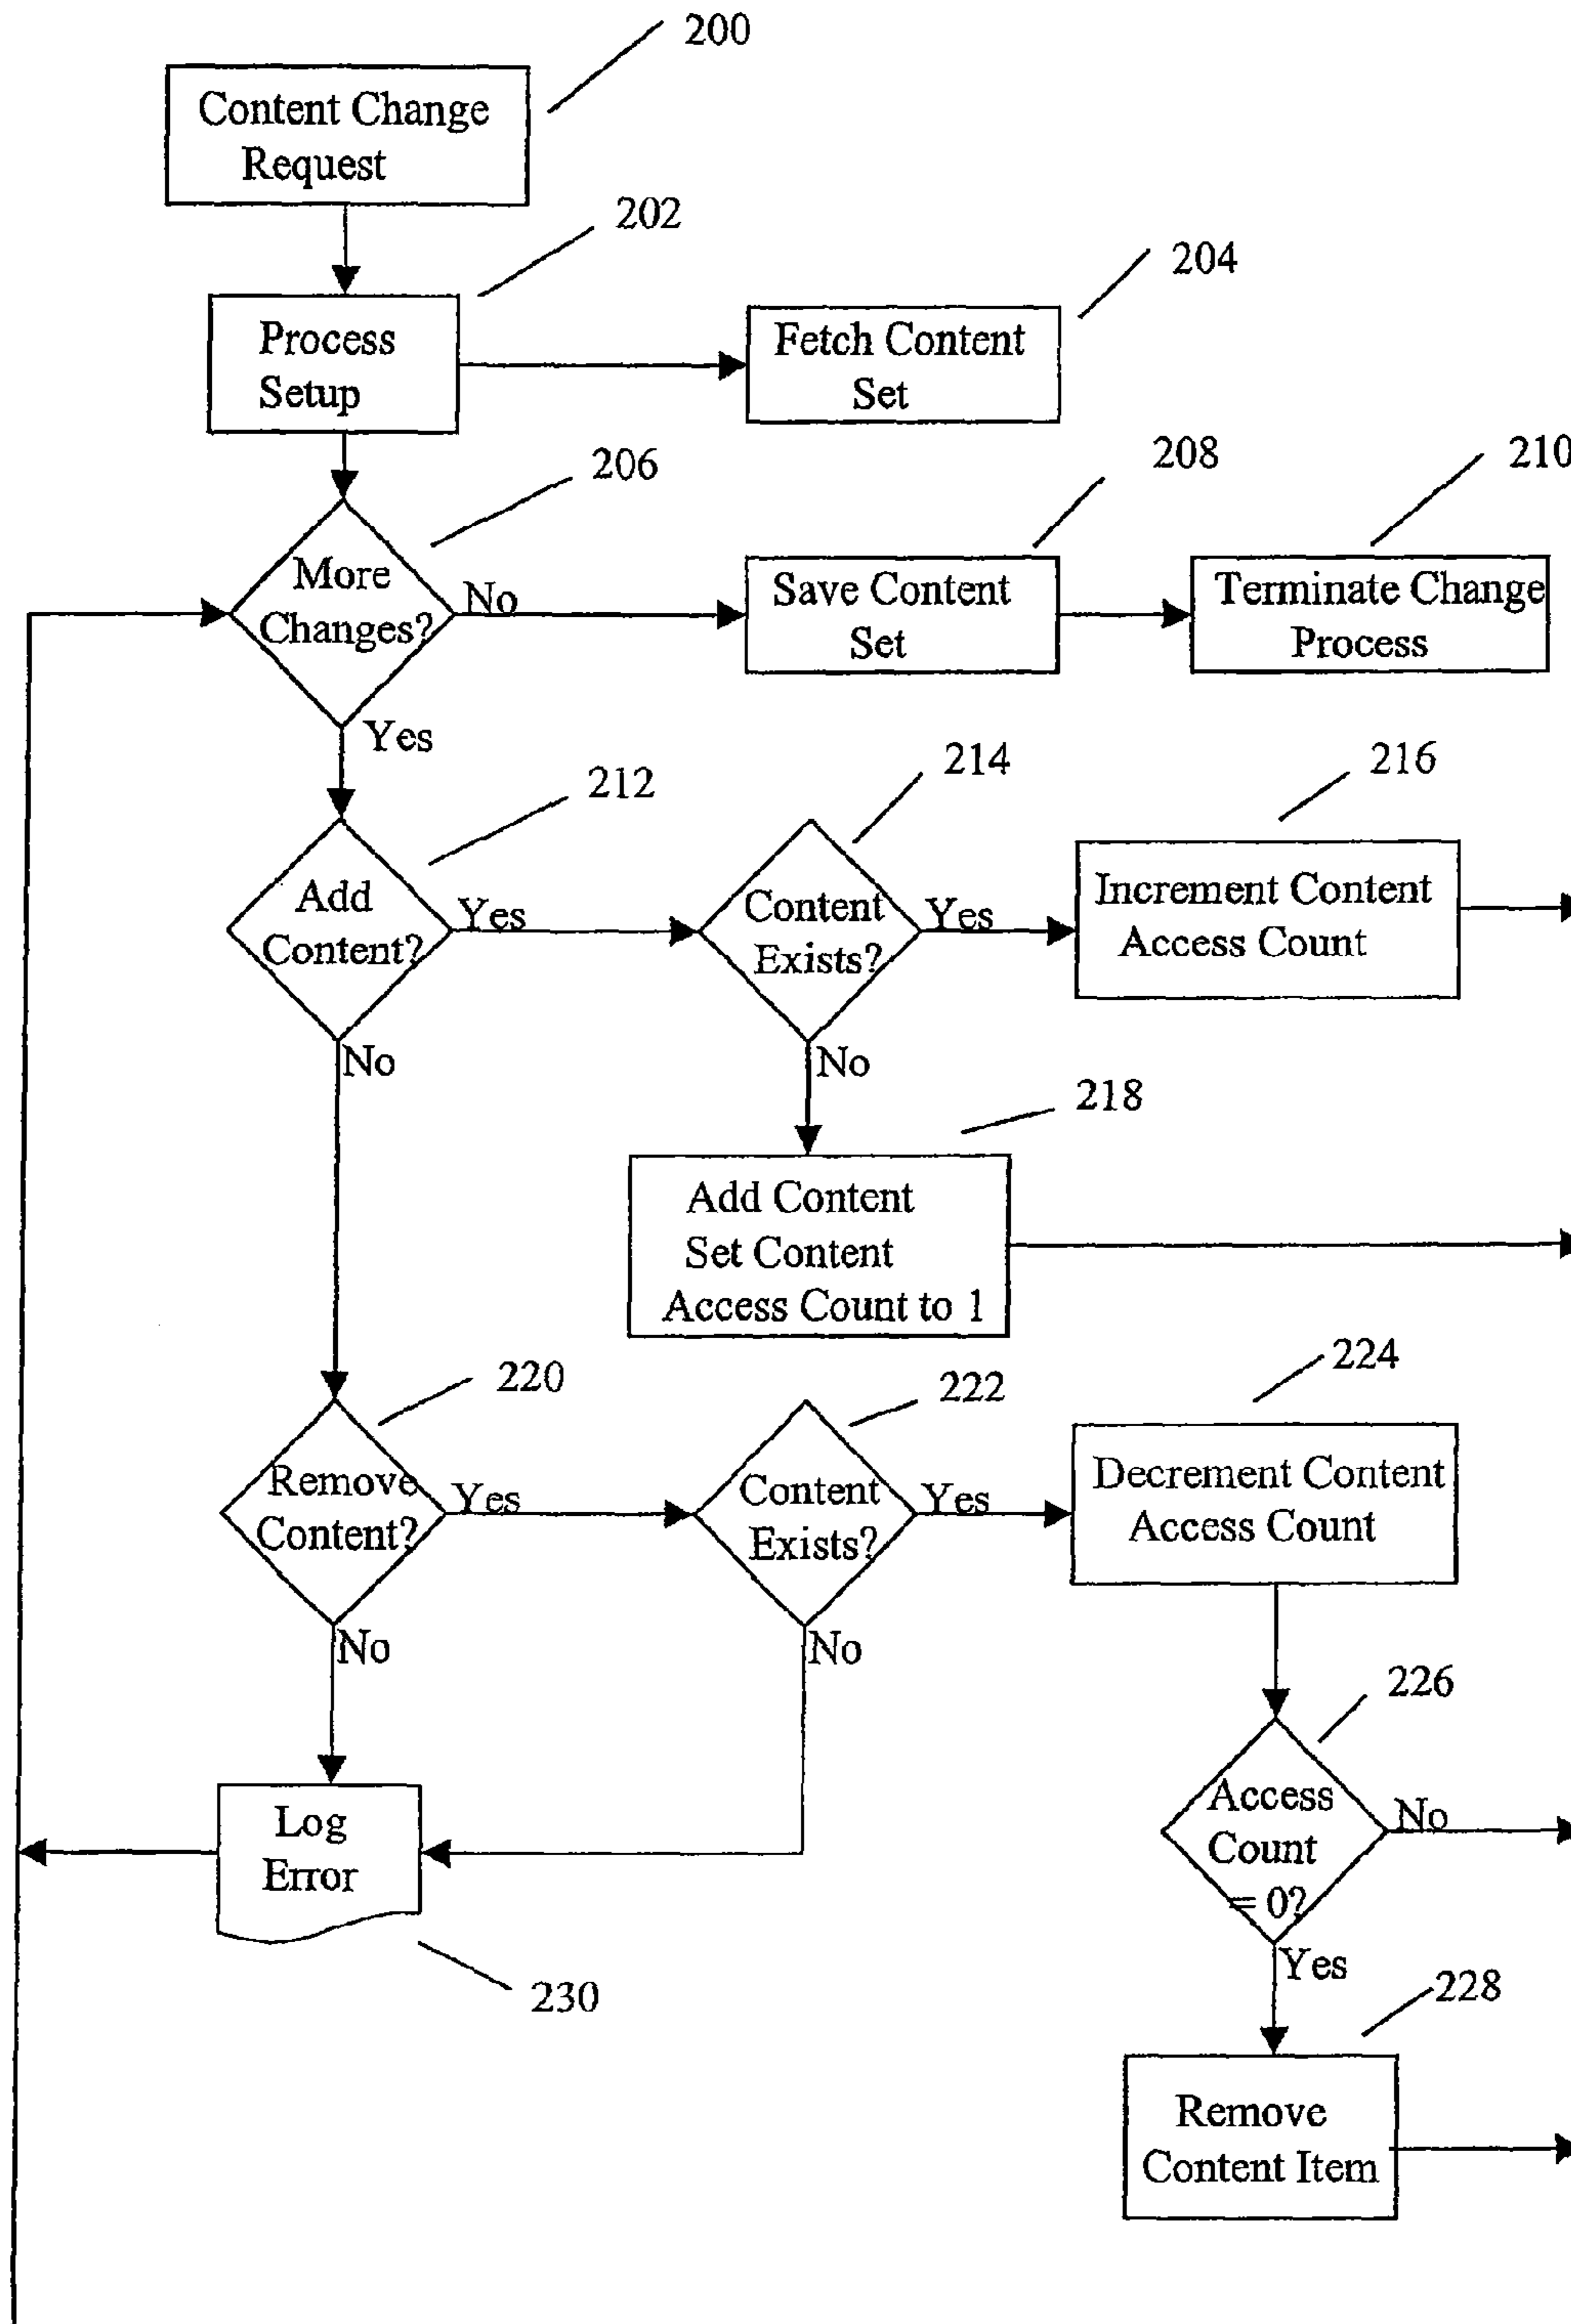 200
Content Change
Request
202
204
Process
Setup
Fetch Content
Set
206
208
210
More
Changes?
No
Save Content
Set
Terminate Change
Process
Yes
212
214
216
Add
Content?
Yes
Content
Exists?
Yes
Increment Content
Access Count
No
No
218
Add Content
Set Content
Access Count to 1
220
222
224
Remove
Content?
Yes
Content
Exists?
Yes
Decrement Content
Access Count
No
No
226
Log
Error
Access
Count
= 0?
No
230
Yes
228
Remove
Content Item